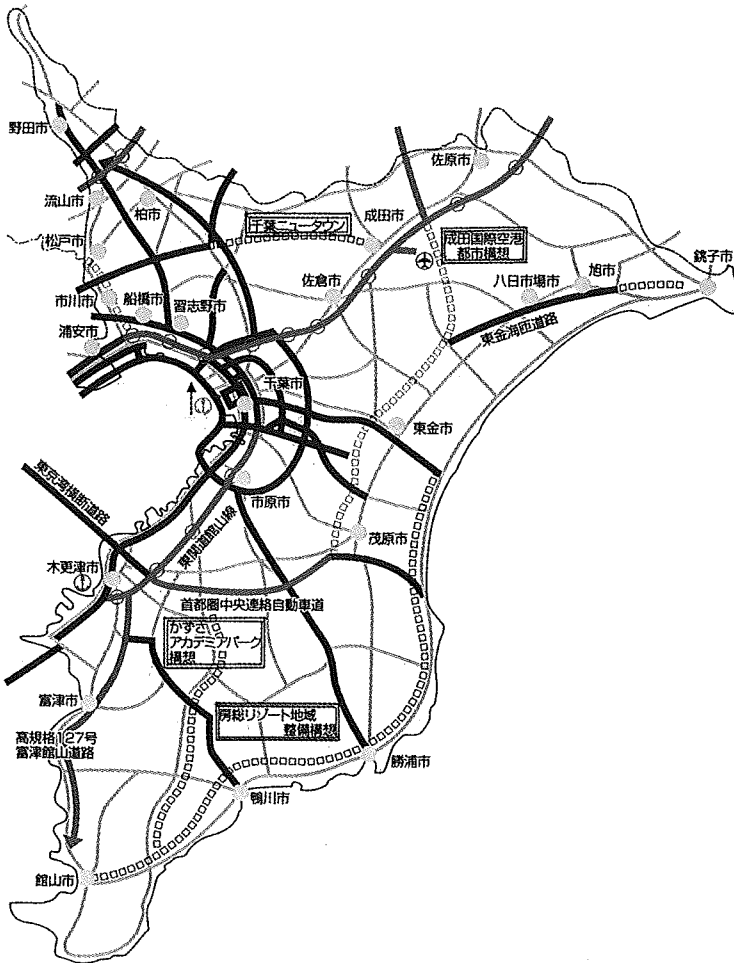 野田市
佐原市
流山市
柏市
千葉ニュータウン
成田市
松戸市
成田国際空港
都市構想
銚子市
佐倉市
八日市場市
旭市
市川市
船橋市
習志野市
浦安市
東金海匝道路
千葉市
東金市
東京湾横断道路
市原市
東関道館山線
茂原市
木更津市
首都圏中央連絡自動車道
かずさ
アカデミアパーク
構想
富津市
房総リゾート地域
整備構想
高規格127号
富津館山道路
勝浦市
鴨川市
館山市